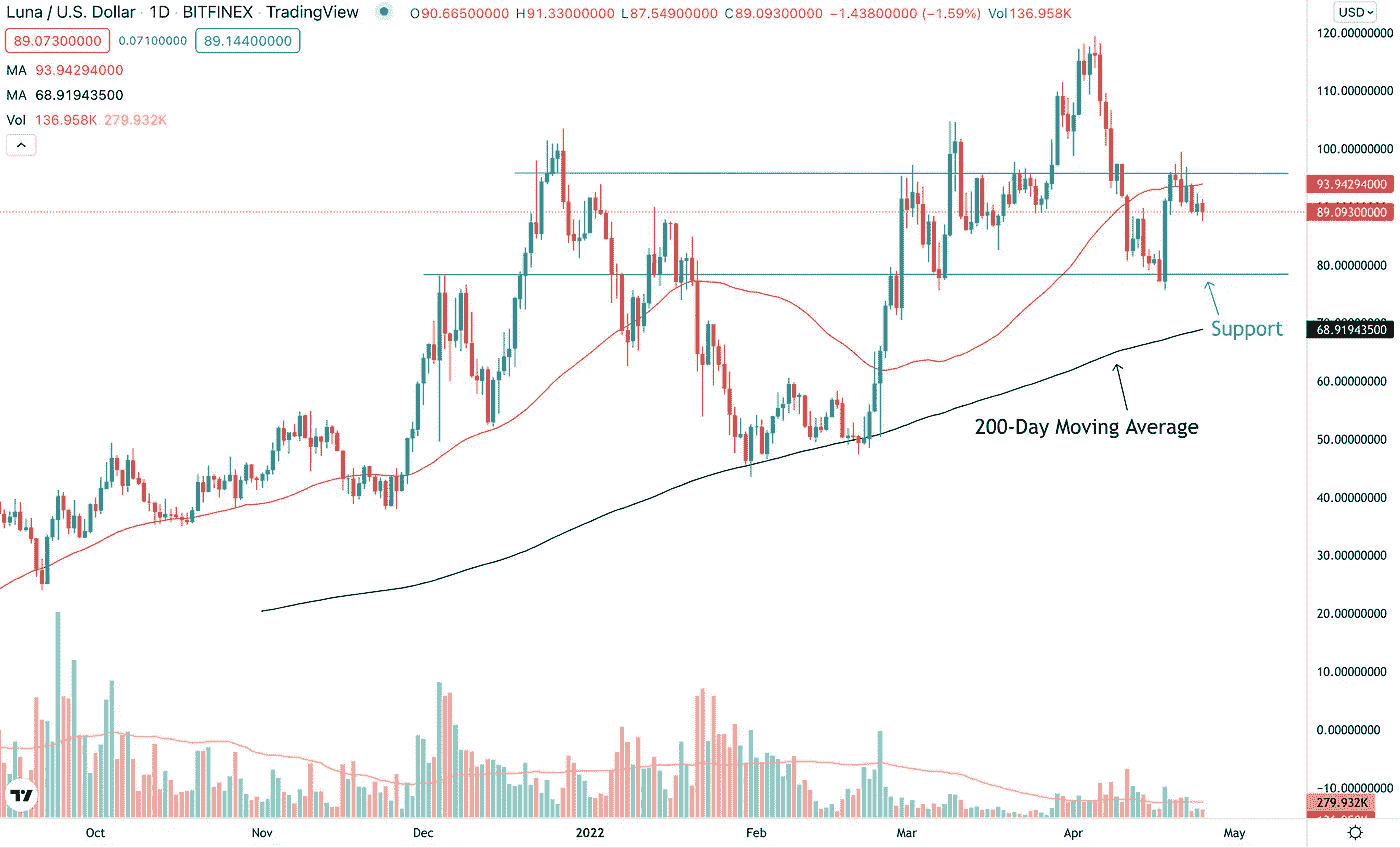 Luna / U.S. Dollar · 1D · BITFINEX · TradingView O90.66500000 H91.33000000 L87.54900000 C89.09300000 −1.43800000 (−1.59%) Vol136.958K
USD
89.07300000 0.07100000 89.14400000
MA 93.94294000
MA 68.91943500
Vol 136.958K 279.932K
120.00000000
110.00000000
100.00000000
93.94294000
89.09300000
80.00000000
Support
68.91943500
60.00000000
200-Day Moving Average
50.00000000
40.00000000
30.00000000
20.00000000
10.00000000
0.00000000
−10.00000000
279.932K
Oct Nov Dec 2022 Feb Mar Apr May